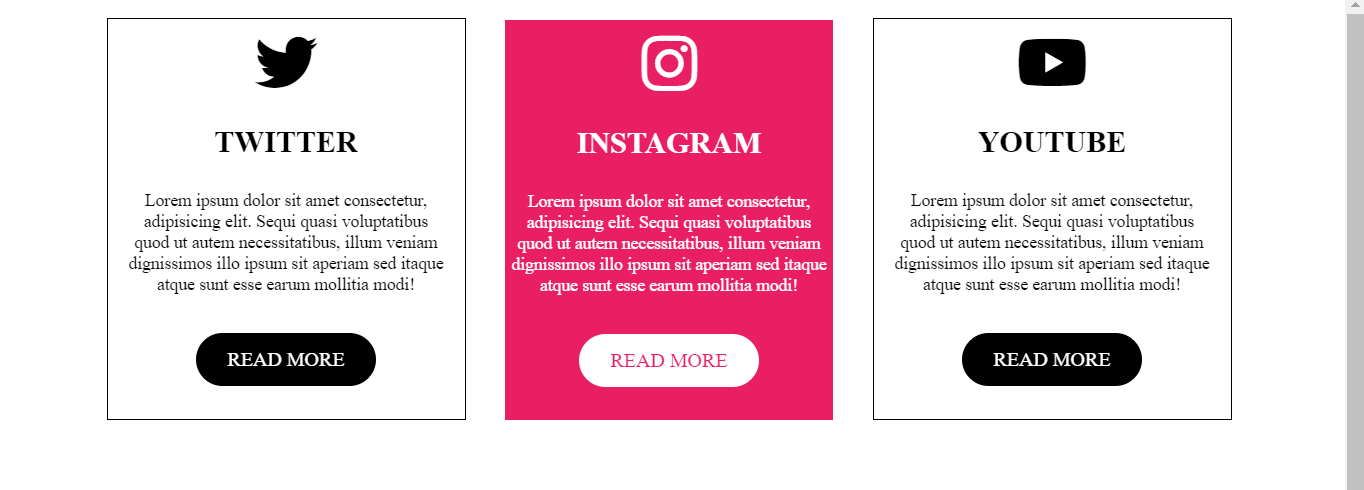 TWITTER
Lorem ipsum dolor sit amet consectetur,
adipisicing elit. Sequi quasi voluptatibus
quod ut autem necessitatibus, illum veniam
dignissimos illo ipsum sit aperiam sed itaque
atque sunt esse earum mollitia modi!
READ MORE
INSTAGRAM
Lorem ipsum dolor sit amet consectetur,
adipisicing elit. Sequi quasi voluptatibus
quod ut autem necessitatibus, illum veniam
dignissimos illo ipsum sit aperiam sed itaque
atque sunt esse earum mollitia modi!
READ MORE
YOUTUBE
Lorem ipsum dolor sit amet consectetur,
adipisicing elit. Sequi quasi voluptatibus
quod ut autem necessitatibus, illum veniam
dignissimos illo ipsum sit aperiam sed itaque
atque sunt esse earum mollitia modi!
READ MORE